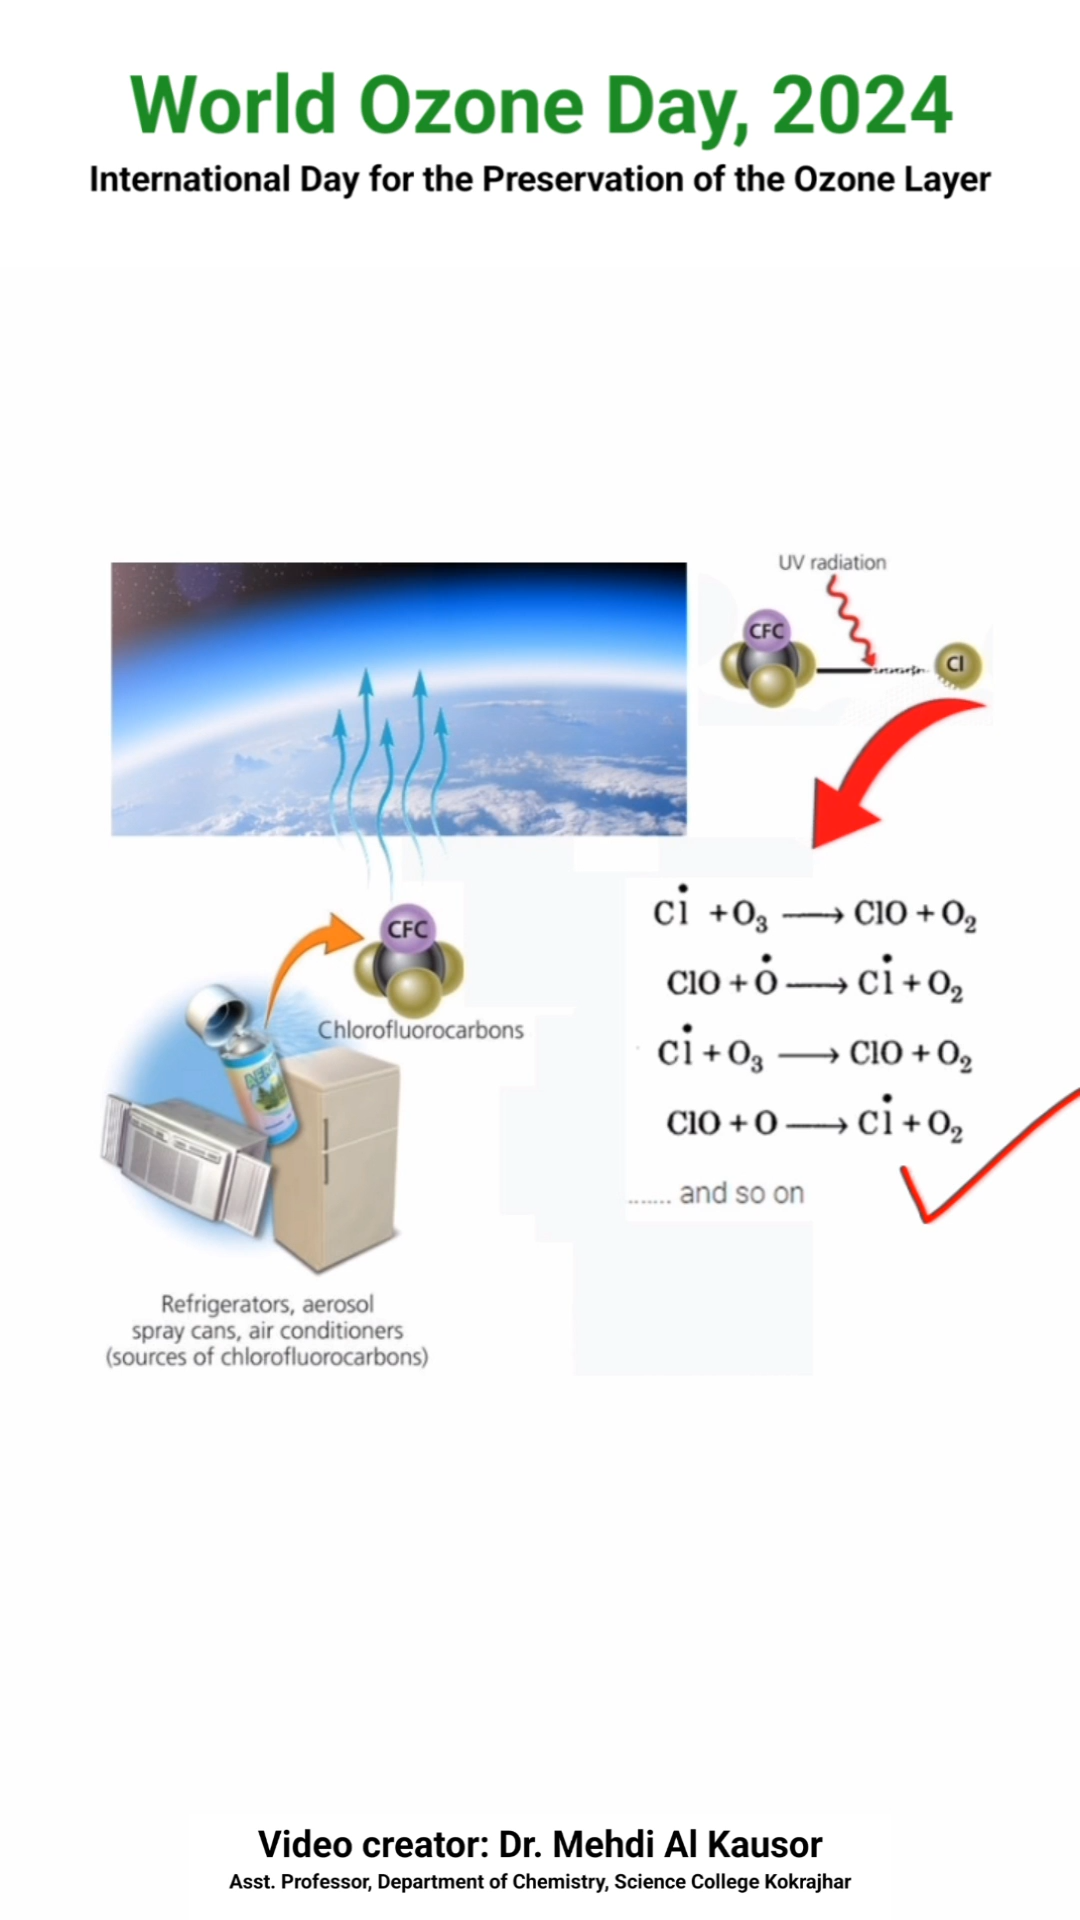 World Ozone Day, 2024
International Day for the Preservation of the Ozone Layer
UV radiation
CFC
Cl
Cl̇ + O₃ ⟶ ClO + O₂
ClO + Ȯ ⟶ Cl̇ + O₂
Cl̇ + O₃ ⟶ ClO + O₂
ClO + O ⟶ Cl̇ + O₂
....... and so on
CFC
Chlorofluorocarbons
Refrigerators, aerosol
spray cans, air conditioners
(sources of chlorofluorocarbons)
Video creator: Dr. Mehdi Al Kausor
Asst. Professor, Department of Chemistry, Science College Kokrajhar